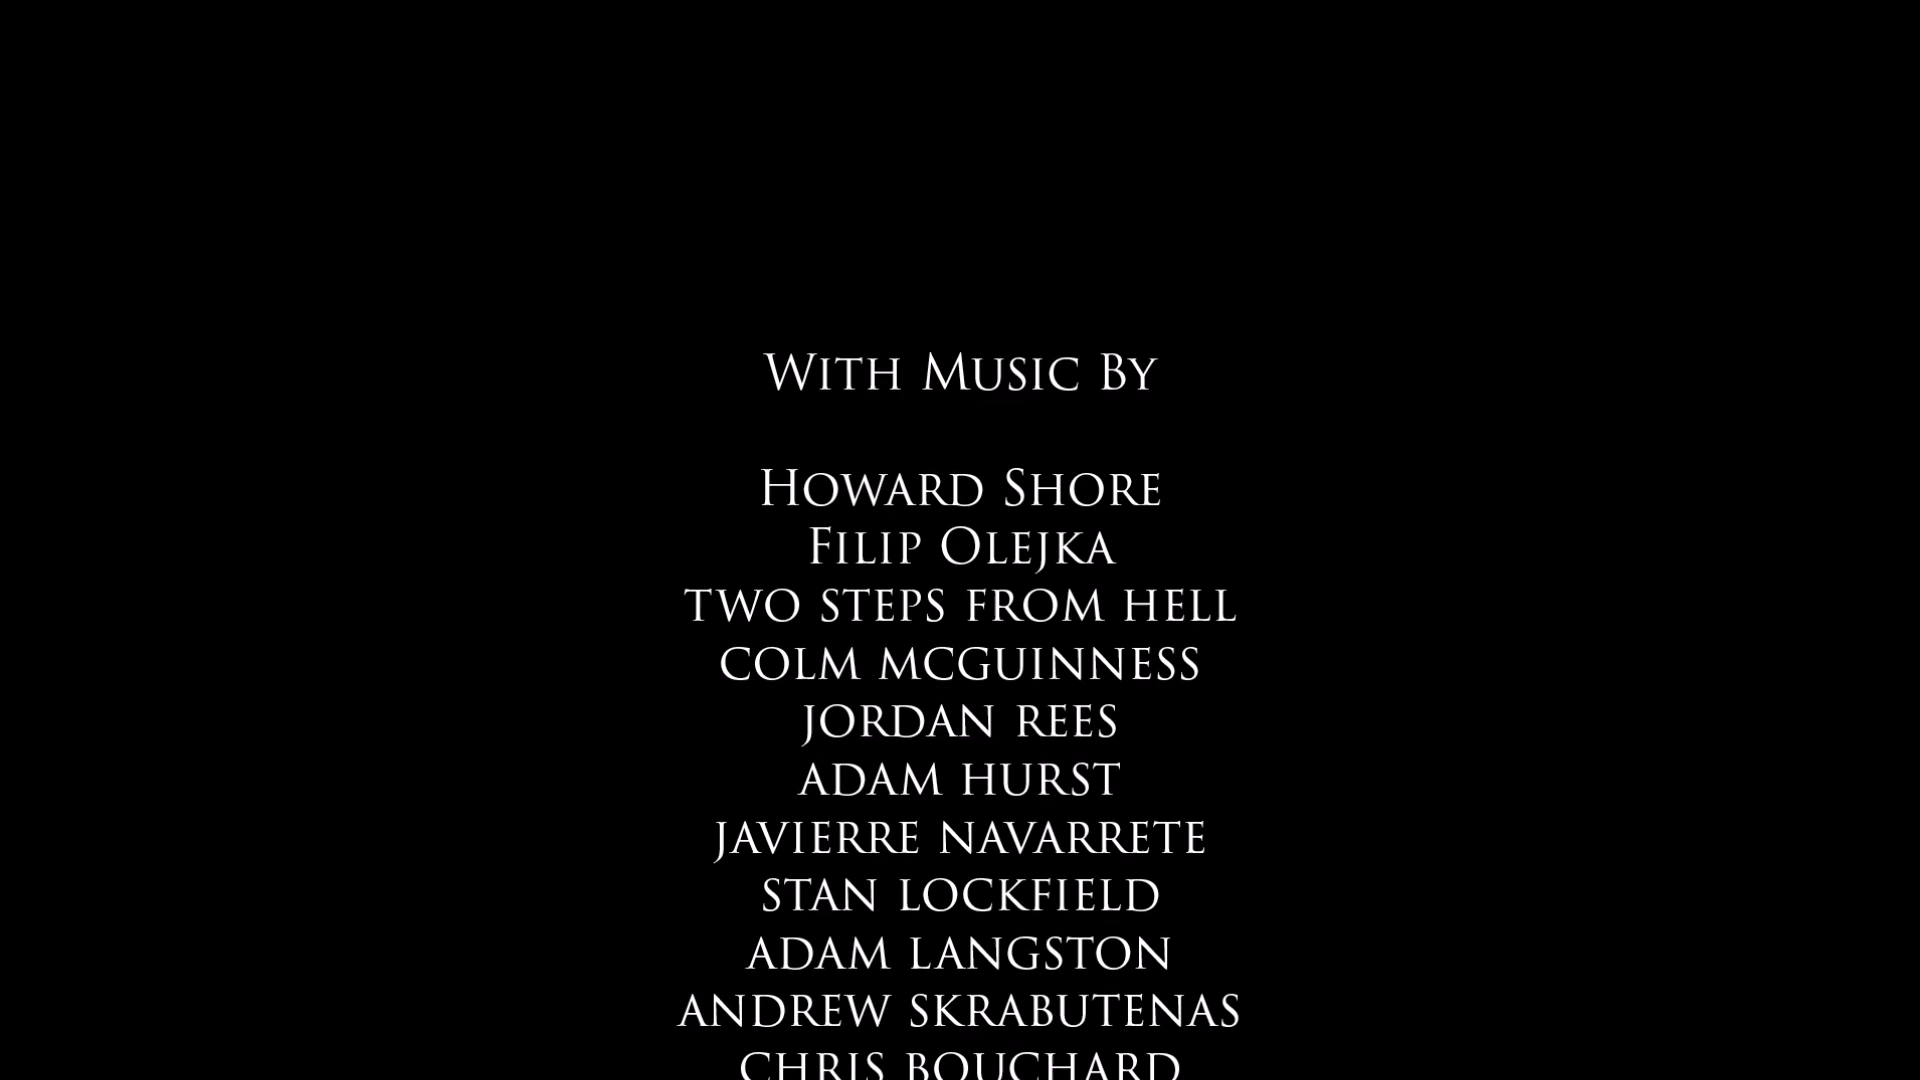 With Music By
Howard Shore
Filip Olejka
TWO STEPS FROM HELL
COLM MCGUINNESS
JORDAN REES
ADAM HURST
JAVIERRE NAVARRETE
STAN LOCKFIELD
ADAM LANGSTON
ANDREW SKRABUTENAS
CHRIS BOUCHARD